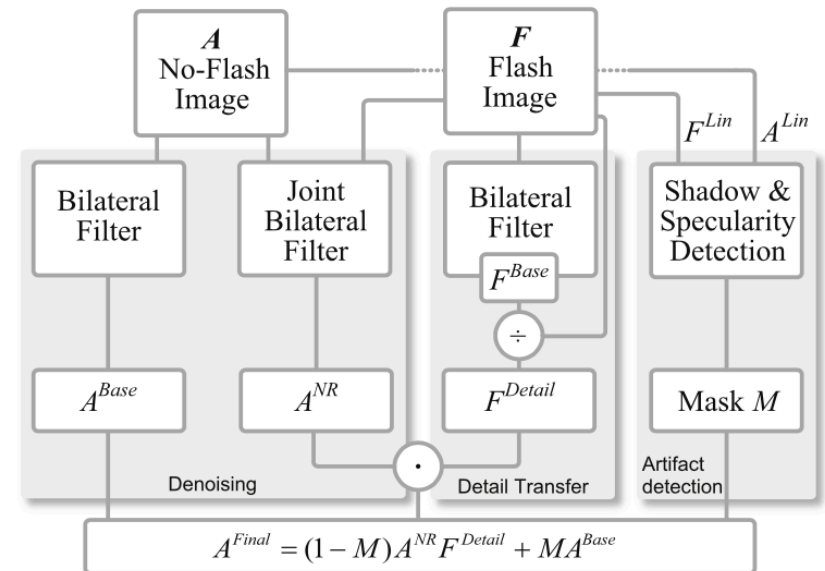 A
No-Flash
Image
F
Flash
Image
F^{Lin}
A^{Lin}
Bilateral
Filter
Joint
Bilateral
Filter
Bilateral
Filter
F^{Base}
Shadow &
Specularity
Detection
÷
A^{Base}
A^{NR}
F^{Detail}
Mask M
·
Denoising
Detail Transfer
Artifact
detection
A^{Final} = (1 − M)A^{NR}F^{Detail} + MA^{Base}